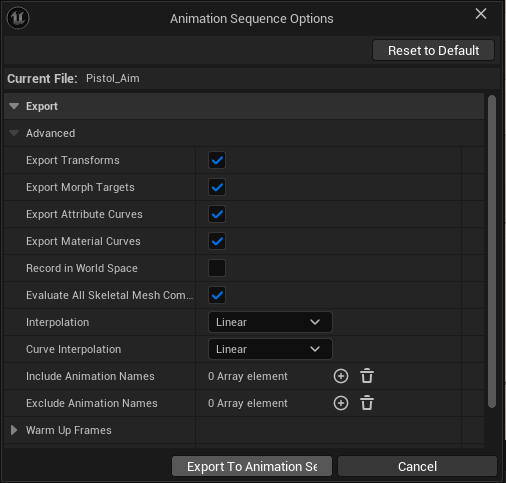 Animation Sequence Options
Reset to Default
Current File: Pistol_Aim
Export
Advanced
Export Transforms
Export Morph Targets
Export Attribute Curves
Export Material Curves
Record in World Space
Evaluate All Skeletal Mesh Com...
Interpolation Linear
Curve Interpolation Linear
Include Animation Names 0 Array element
Exclude Animation Names 0 Array element
Warm Up Frames
Export To Animation Se Cancel